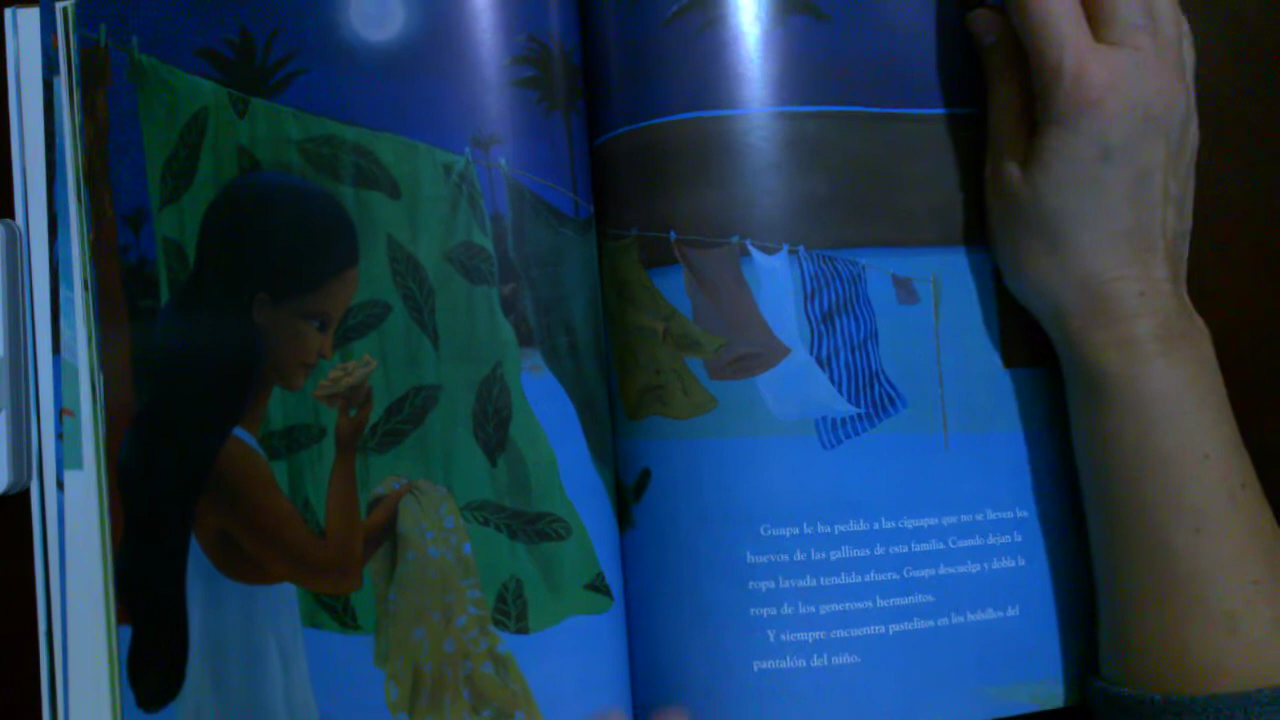 Guapa le ha pedido a las ciguapas que no se lleven los
huevos de las gallinas de esta familia. Cuando dejan la
ropa lavada tendida afuera, Guapa descuelga y dobla la
ropa de los generosos hermanitos.
Y siempre encuentra pastelitos en los bolsillos del
pantalón del niño.